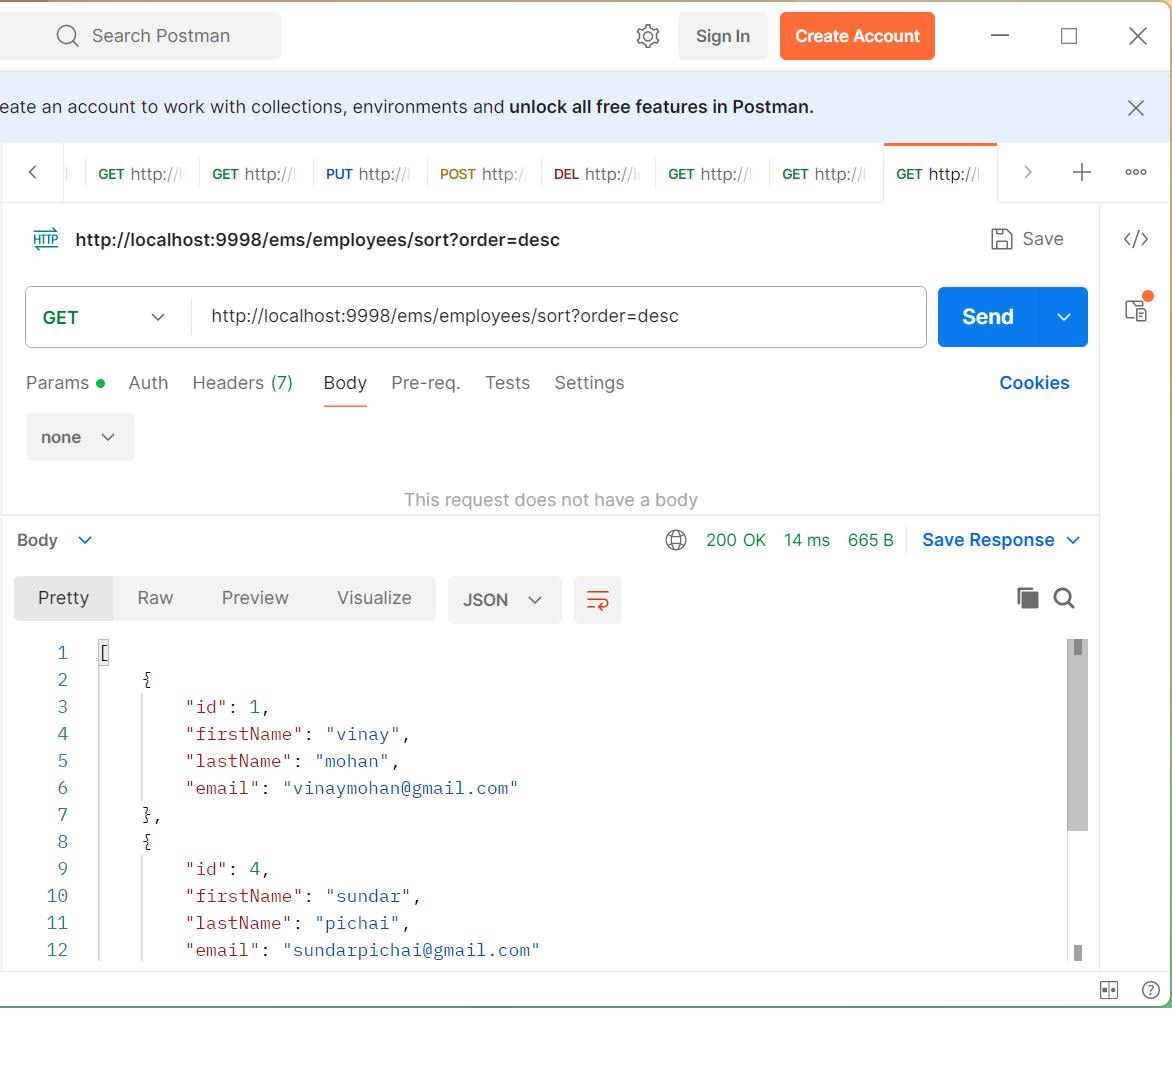 Search Postman Sign In Create Account
eate an account to work with collections, environments and unlock all free features in Postman.
GET http://l GET http://l PUT http://l POST http:/ DEL http://l GET http://l GET http://l GET http://l
HTTP http://localhost:9998/ems/employees/sort?order=desc Save </>
GET http://localhost:9998/ems/employees/sort?order=desc Send
Params Auth Headers (7) Body Pre-req. Tests Settings Cookies
none
This request does not have a body
Body 200 OK 14 ms 665 B Save Response
Pretty Raw Preview Visualize JSON
1 [
2 {
3 "id": 1,
4 "firstName": "vinay",
5 "lastName": "mohan",
6 "email": "vinaymohan@gmail.com"
7 },
8 {
9 "id": 4,
10 "firstName": "sundar",
11 "lastName": "pichai",
12 "email": "sundarpichai@gmail.com"